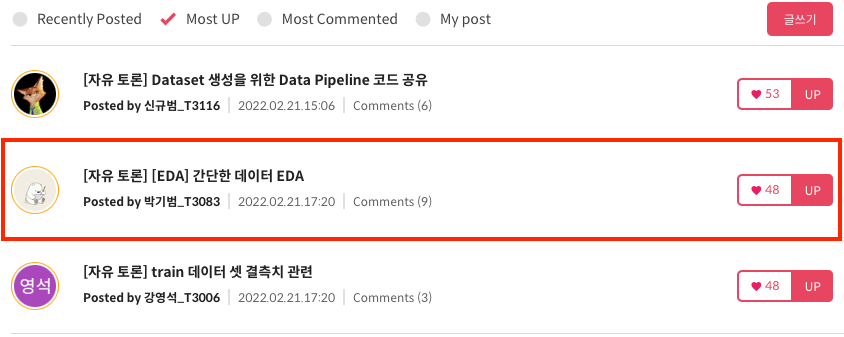 Recently Posted Most UP Most Commented My post 글쓰기
[자유 토론] Dataset 생성을 위한 Data Pipeline 코드 공유
Posted by 신규범_T3116 2022.02.21.15:06 Comments (6)
53 UP
[자유 토론] [EDA] 간단한 데이터 EDA
Posted by 박기범_T3083 2022.02.21.17:20 Comments (9)
48 UP
영석
[자유 토론] train 데이터 셋 결측치 관련
Posted by 강영석_T3006 2022.02.21.17:20 Comments (3)
48 UP